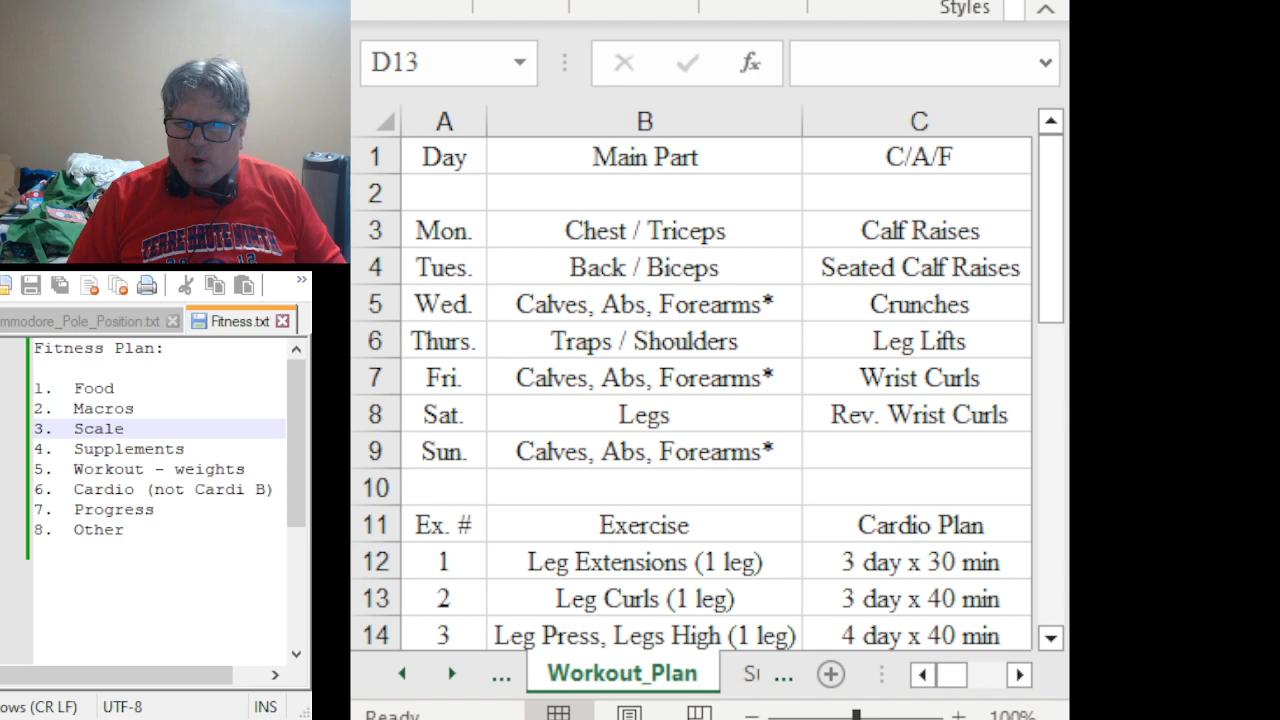 Styles
D13
fx
A B C
1 Day Main Part C/A/F
2
3 Mon. Chest / Triceps Calf Raises
4 Tues. Back / Biceps Seated Calf Raises
5 Wed. Calves, Abs, Forearms* Crunches
6 Thurs. Traps / Shoulders Leg Lifts
7 Fri. Calves, Abs, Forearms* Wrist Curls
8 Sat. Legs Rev. Wrist Curls
9 Sun. Calves, Abs, Forearms*
10
11 Ex. # Exercise Cardio Plan
12 1 Leg Extensions (1 leg) 3 day x 30 min
13 2 Leg Curls (1 leg) 3 day x 40 min
14 3 Leg Press, Legs High (1 leg) 4 day x 40 min
... Workout_Plan ...
Ready 100%
TERRE HAUTE NORTH
mmodore_Pole_Position.txt Fitness.txt
Fitness Plan:
1. Food
2. Macros
3. Scale
4. Supplements
5. Workout - weights
6. Cardio (not Cardi B)
7. Progress
8. Other
ows (CR LF) UTF-8 INS